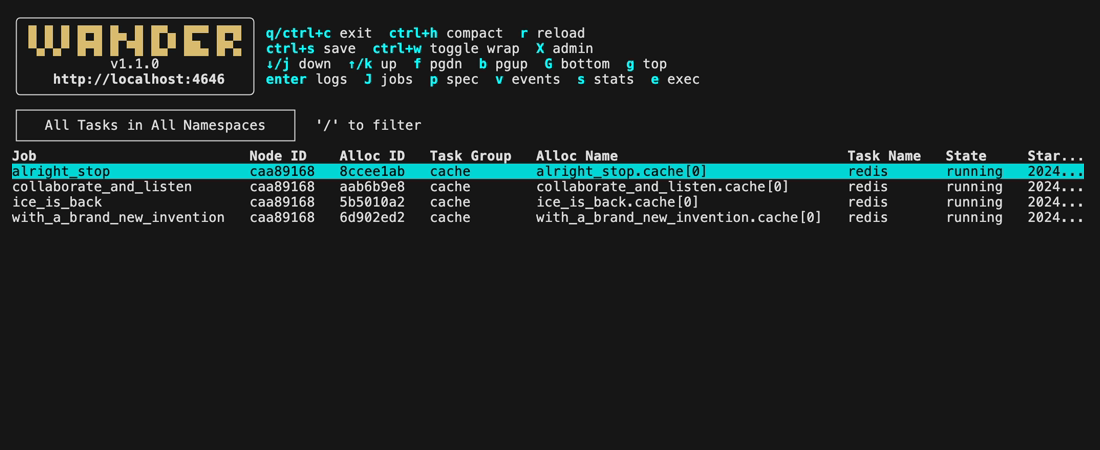 WANDER
v1.1.0
http://localhost:4646
q/ctrl+c exit  ctrl+h compact  r reload
ctrl+s save  ctrl+w toggle wrap  X admin
↓/j down  ↑/k up  f pgdn  b pgup  G bottom  g top
enter logs  J jobs  p spec  v events  s stats  e exec
All Tasks in All Namespaces  '/' to filter
Job  Node ID  Alloc ID  Task Group  Alloc Name  Task Name  State  Star...
alright_stop  caa89168  8ccee1ab  cache  alright_stop.cache[0]  redis  running  2024...
collaborate_and_listen  caa89168  aab6b9e8  cache  collaborate_and_listen.cache[0]  redis  running  2024...
ice_is_back  caa89168  5b5010a2  cache  ice_is_back.cache[0]  redis  running  2024...
with_a_brand_new_invention  caa89168  6d902ed2  cache  with_a_brand_new_invention.cache[0]  redis  running  2024...